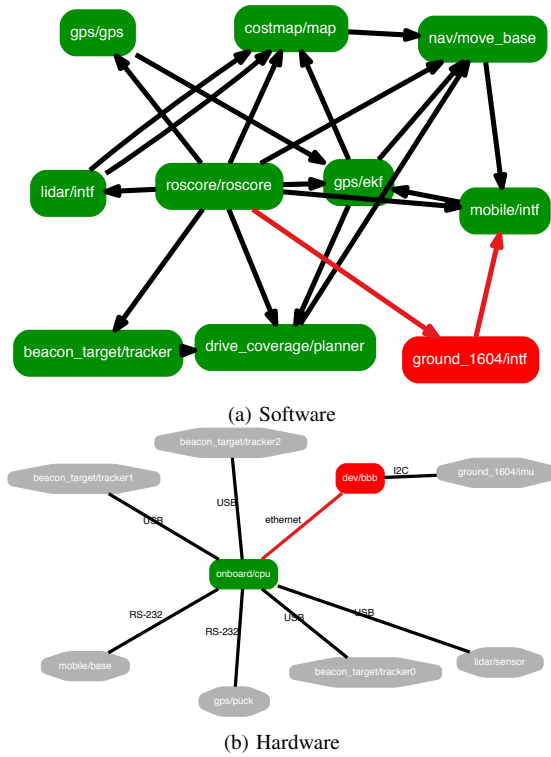 gps/gps
costmap/map
nav/move_base
lidar/intf
roscore/roscore
gps/ekf
mobile/intf
beacon_target/tracker
drive_coverage/planner
ground_1604/intf
(a) Software
beacon_target/tracker2
beacon_target/tracker1
dev/bbb
I2C
ground_1604/imu
USB
USB
ethernet
onboard/cpu
RS-232
RS-232
USB
USB
mobile/base
gps/puck
beacon_target/tracker0
lidar/sensor
(b) Hardware